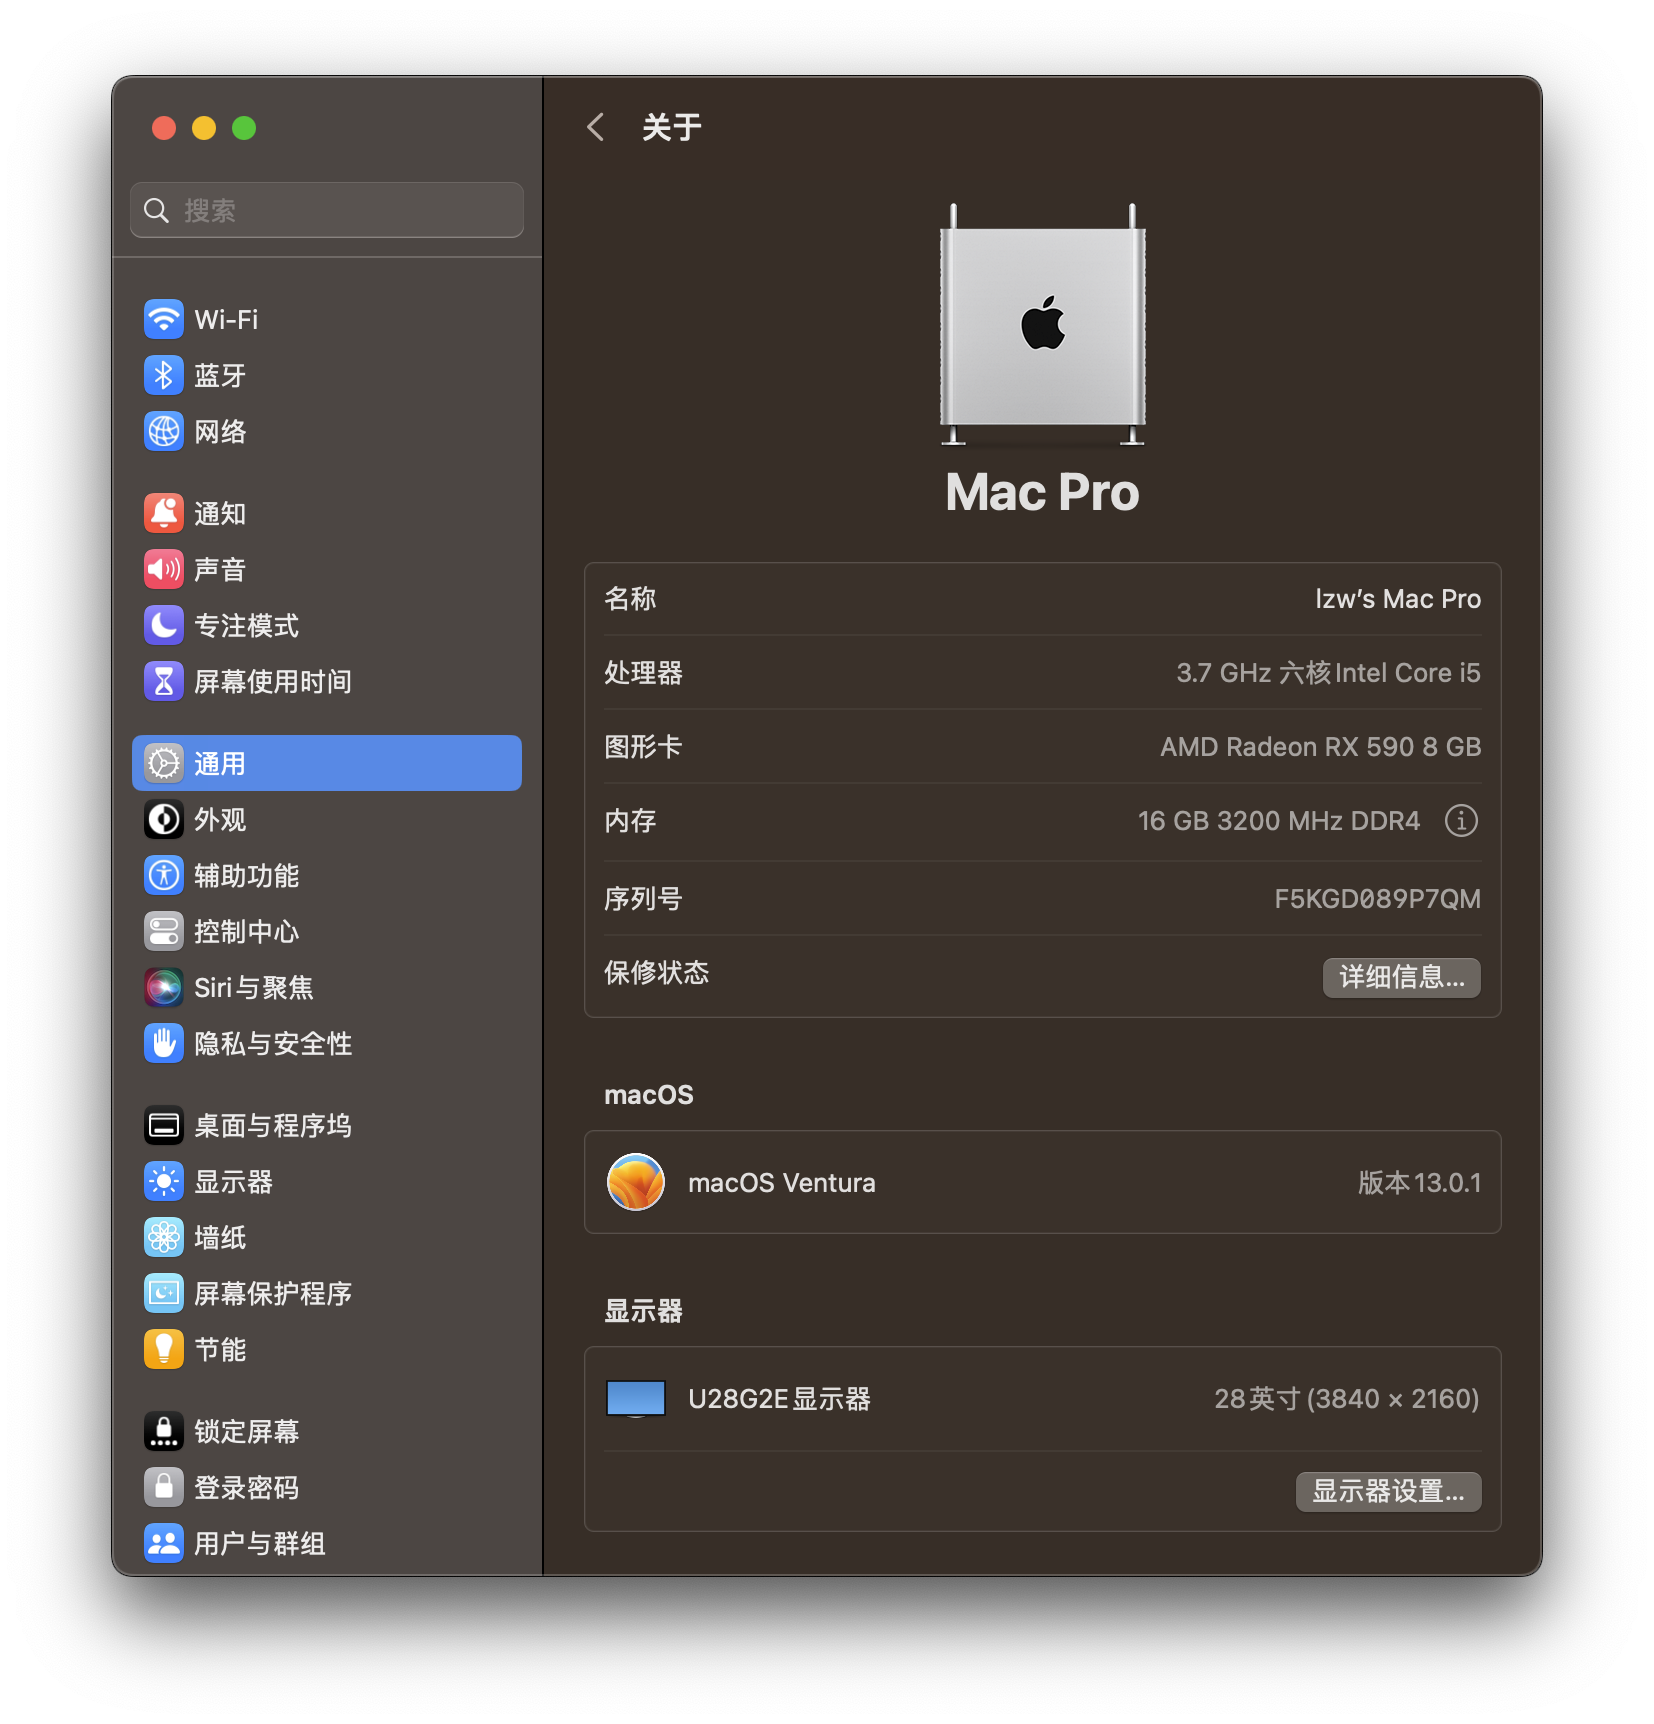 关于
搜索
Wi-Fi
蓝牙
网络
通知
声音
专注模式
屏幕使用时间
通用
外观
辅助功能
控制中心
Siri与聚焦
隐私与安全性
桌面与程序坞
显示器
墙纸
屏幕保护程序
节能
锁定屏幕
登录密码
用户与群组
Mac Pro
名称 lzw's Mac Pro
处理器 3.7 GHz 六核Intel Core i5
图形卡 AMD Radeon RX 590 8 GB
内存 16 GB 3200 MHz DDR4
序列号 F5KGD089P7QM
保修状态 详细信息...
macOS
macOS Ventura 版本13.0.1
显示器
U28G2E显示器 28英寸(3840 × 2160)
显示器设置...